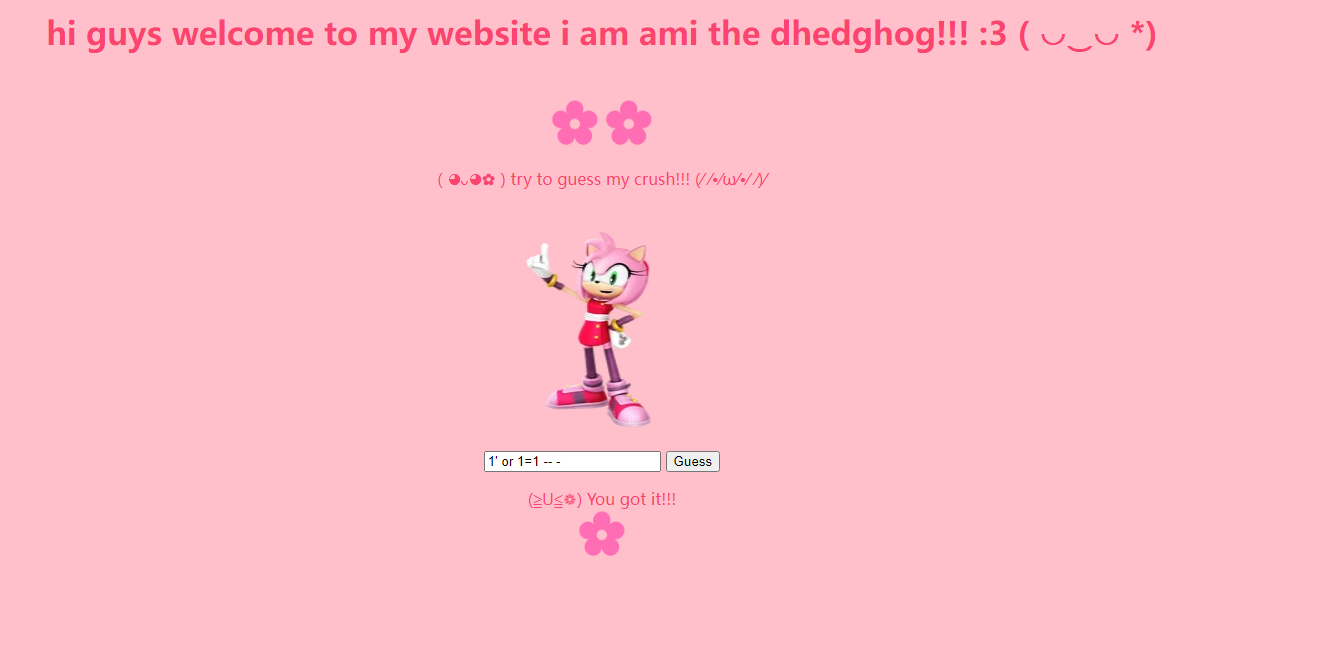 hi guys welcome to my website i am ami the dhedghog!!! :3 ( ◡‿◡ *)
✿✿
( ◕ᴗ◕✿ ) try to guess my crush!!! (⁄ ⁄•⁄ω⁄•⁄ ⁄)⁄
1' or 1=1 -- -
Guess
(≧U≦❁) You got it!!!
✿